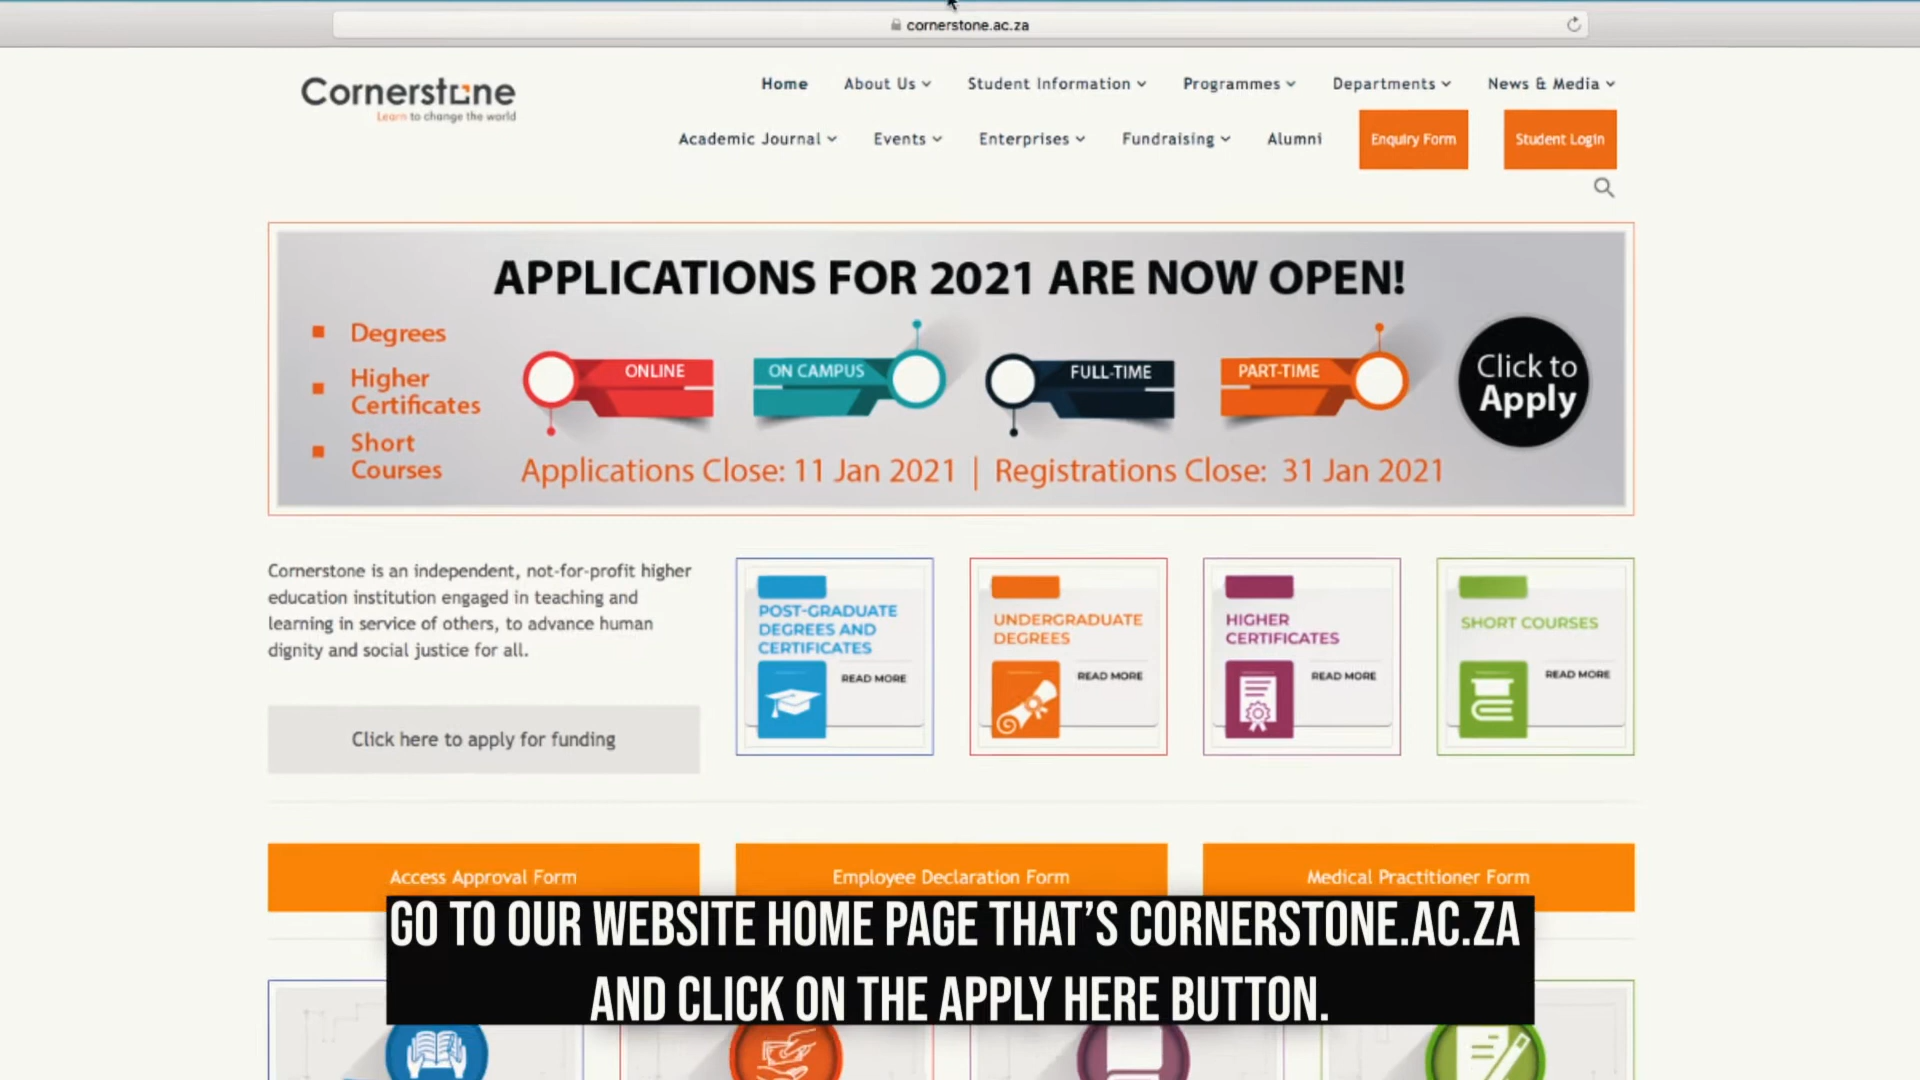 cornerstone.ac.za
Cornerstone
Learn to change the world
Home About Us Student Information Programmes Departments News & Media
Academic Journal Events Enterprises Fundraising Alumni Enquiry Form Student Login
APPLICATIONS FOR 2021 ARE NOW OPEN!
Degrees
Higher
Certificates
Short
Courses
ONLINE
ON CAMPUS
FULL-TIME
PART-TIME
Click to
Apply
Applications Close: 11 Jan 2021 | Registrations Close: 31 Jan 2021
Cornerstone is an independent, not-for-profit higher
education institution engaged in teaching and
learning in service of others, to advance human
dignity and social justice for all.
Click here to apply for funding
POST-GRADUATE
DEGREES AND
CERTIFICATES
READ MORE
UNDERGRADUATE
DEGREES
READ MORE
HIGHER
CERTIFICATES
READ MORE
SHORT COURSES
READ MORE
Access Approval Form
Employee Declaration Form
Medical Practitioner Form
GO TO OUR WEBSITE HOME PAGE THAT'S CORNERSTONE.AC.ZA
AND CLICK ON THE APPLY HERE BUTTON.